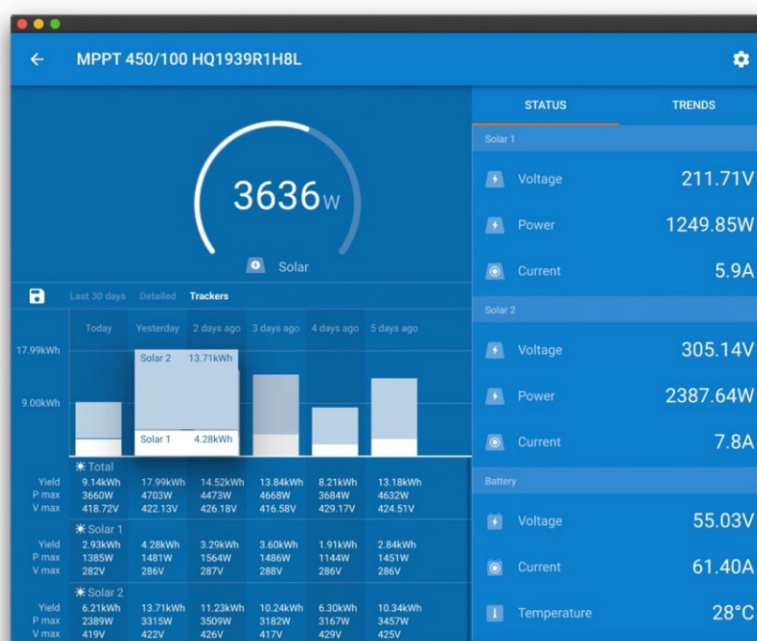 MPPT 450/100 HQ1939R1H8L
3636W
Solar
Last 30 days Detailed Trackers
Today Yesterday 2 days ago 3 days ago 4 days ago 5 days ago
17.99kWh
9.00kWh
Solar 2 13.71kWh
Solar 1 4.28kWh
Total
Yield 9.14kWh 17.99kWh 14.52kWh 13.84kWh 8.21kWh 13.18kWh
P max 3660W 4703W 4473W 4668W 3684W 4632W
V max 418.72V 422.13V 426.18V 416.58V 429.17V 424.51V
Solar 1
Yield 2.93kWh 4.28kWh 3.29kWh 3.60kWh 1.91kWh 2.84kWh
P max 1385W 1481W 1564W 1486W 1144W 1451W
V max 282V 286V 287V 288V 286V 286V
Solar 2
Yield 6.21kWh 13.71kWh 11.23kWh 10.24kWh 6.30kWh 10.34kWh
P max 2389W 3315W 3509W 3182W 3167W 3457W
V max 419V 422V 426V 417V 429V 425V
STATUS TRENDS
Solar 1
Voltage 211.71V
Power 1249.85W
Current 5.9A
Solar 2
Voltage 305.14V
Power 2387.64W
Current 7.8A
Battery
Voltage 55.03V
Current 61.40A
Temperature 28°C